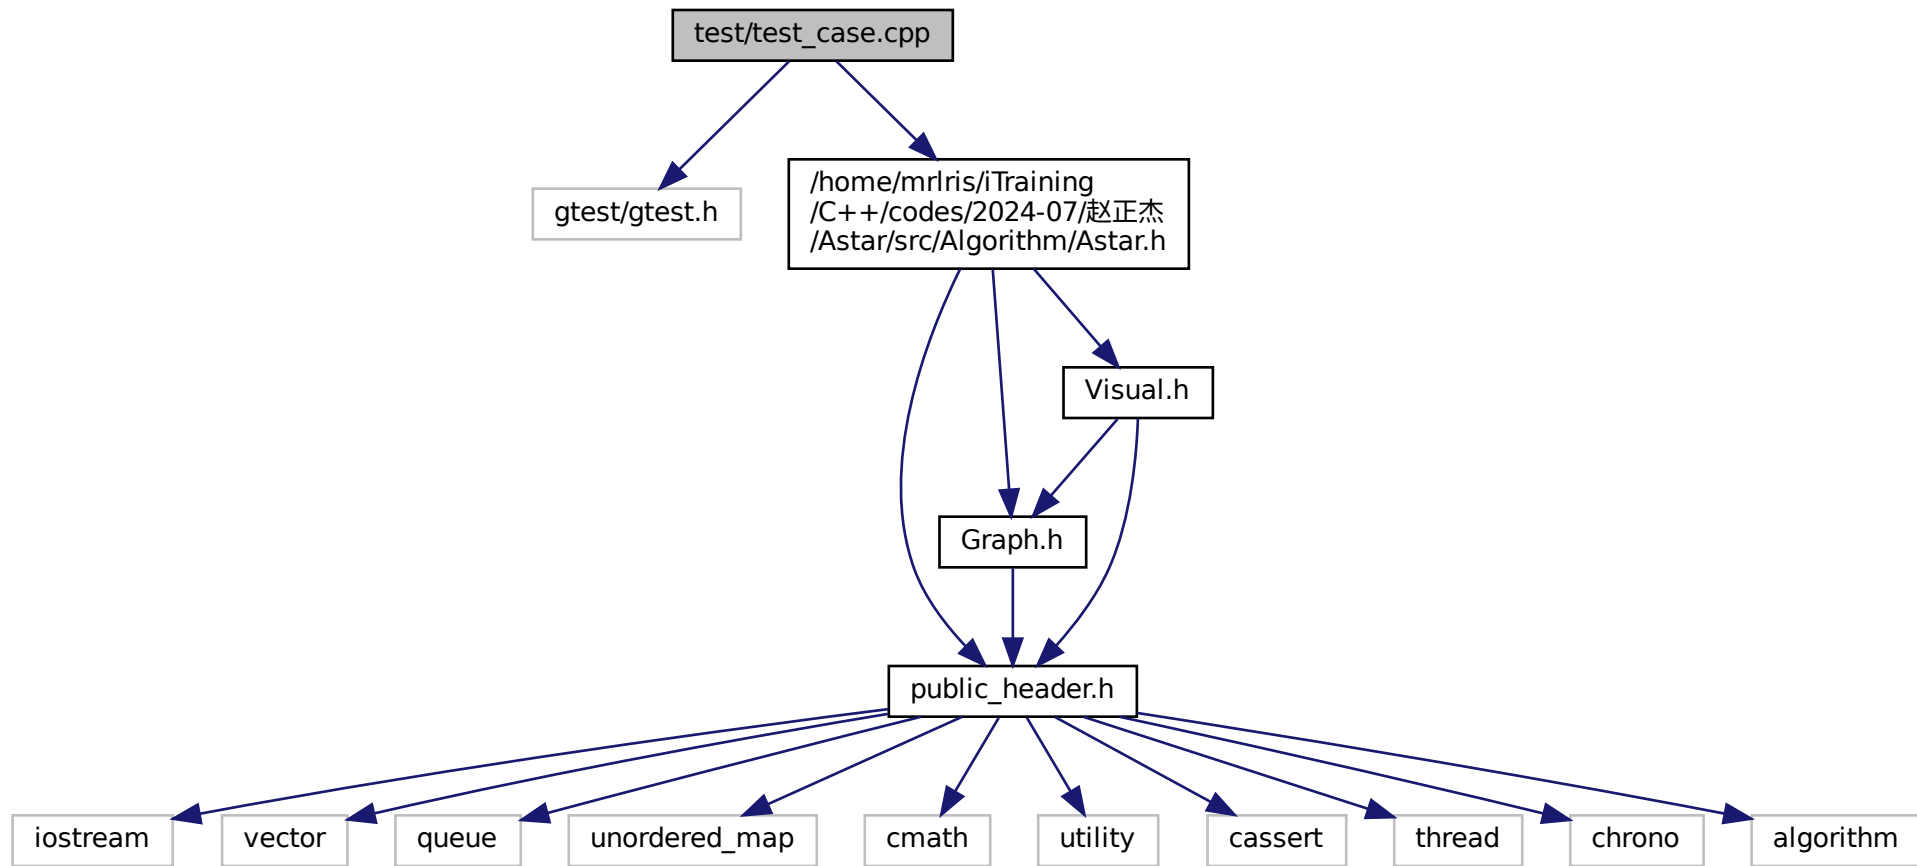 test/test_case.cpp
gtest/gtest.h
/home/mrlris/iTraining
/C++/codes/2024-07/赵正杰
/Astar/src/Algorithm/Astar.h
Visual.h
Graph.h
public_header.h
iostream
vector
queue
unordered_map
cmath
utility
cassert
thread
chrono
algorithm